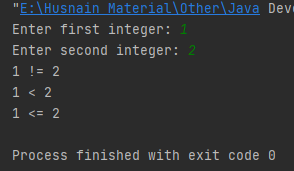 "E:\Husnain Material\Other\Java Deve
Enter first integer: 1
Enter second integer: 2
1 != 2
1 < 2
1 <= 2
Process finished with exit code 0